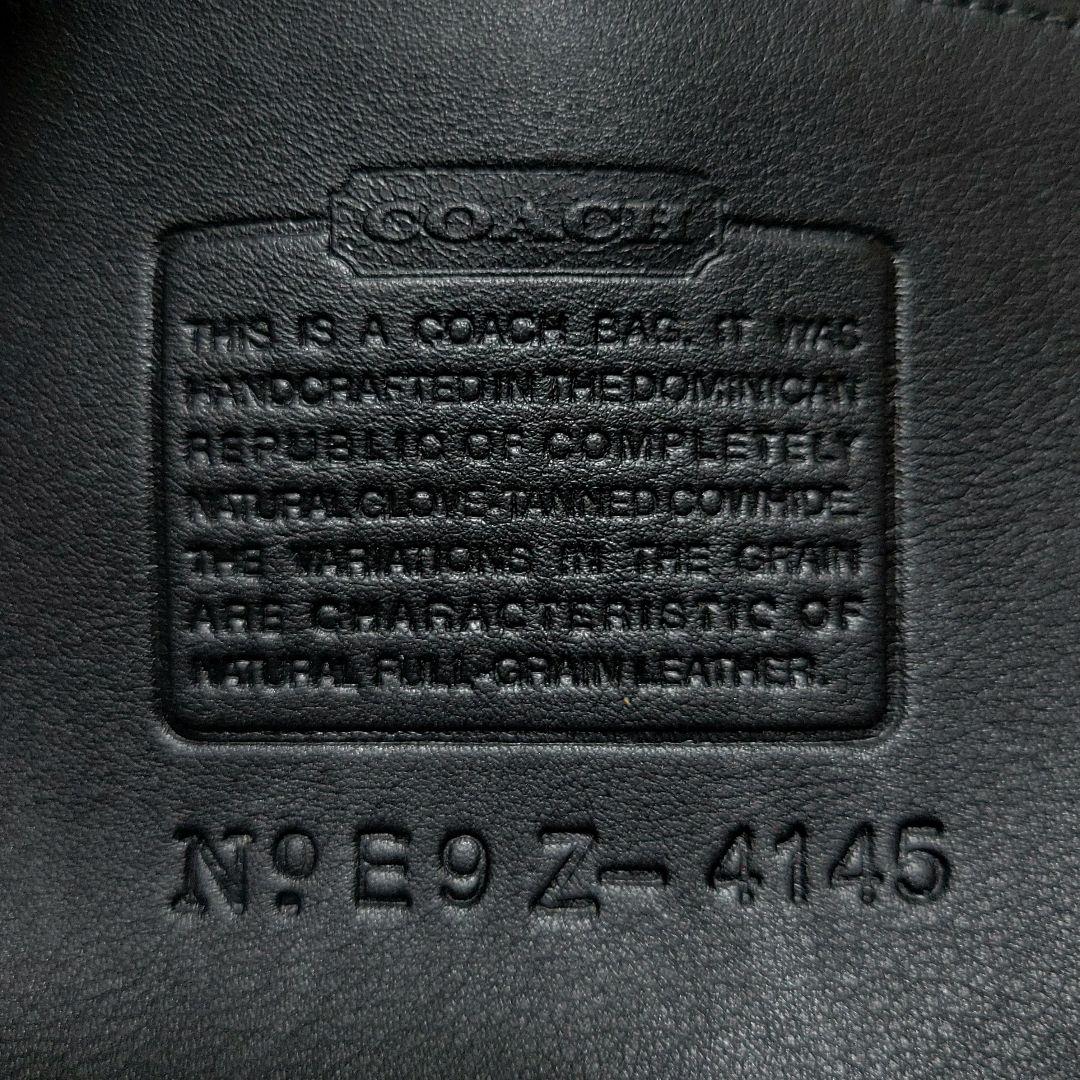 COACH
THIS IS A COACH BAG. IT WAS
HANDCRAFTED IN THE DOMINICAN
REPUBLIC OF COMPLETELY
NATURAL GLOVE-TANNED COWHIDE.
THE VARIATIONS IN THE GRAIN
ARE CHARACTERISTIC OF
NATURAL FULL-GRAIN LEATHER.
Nº E9Z-4145